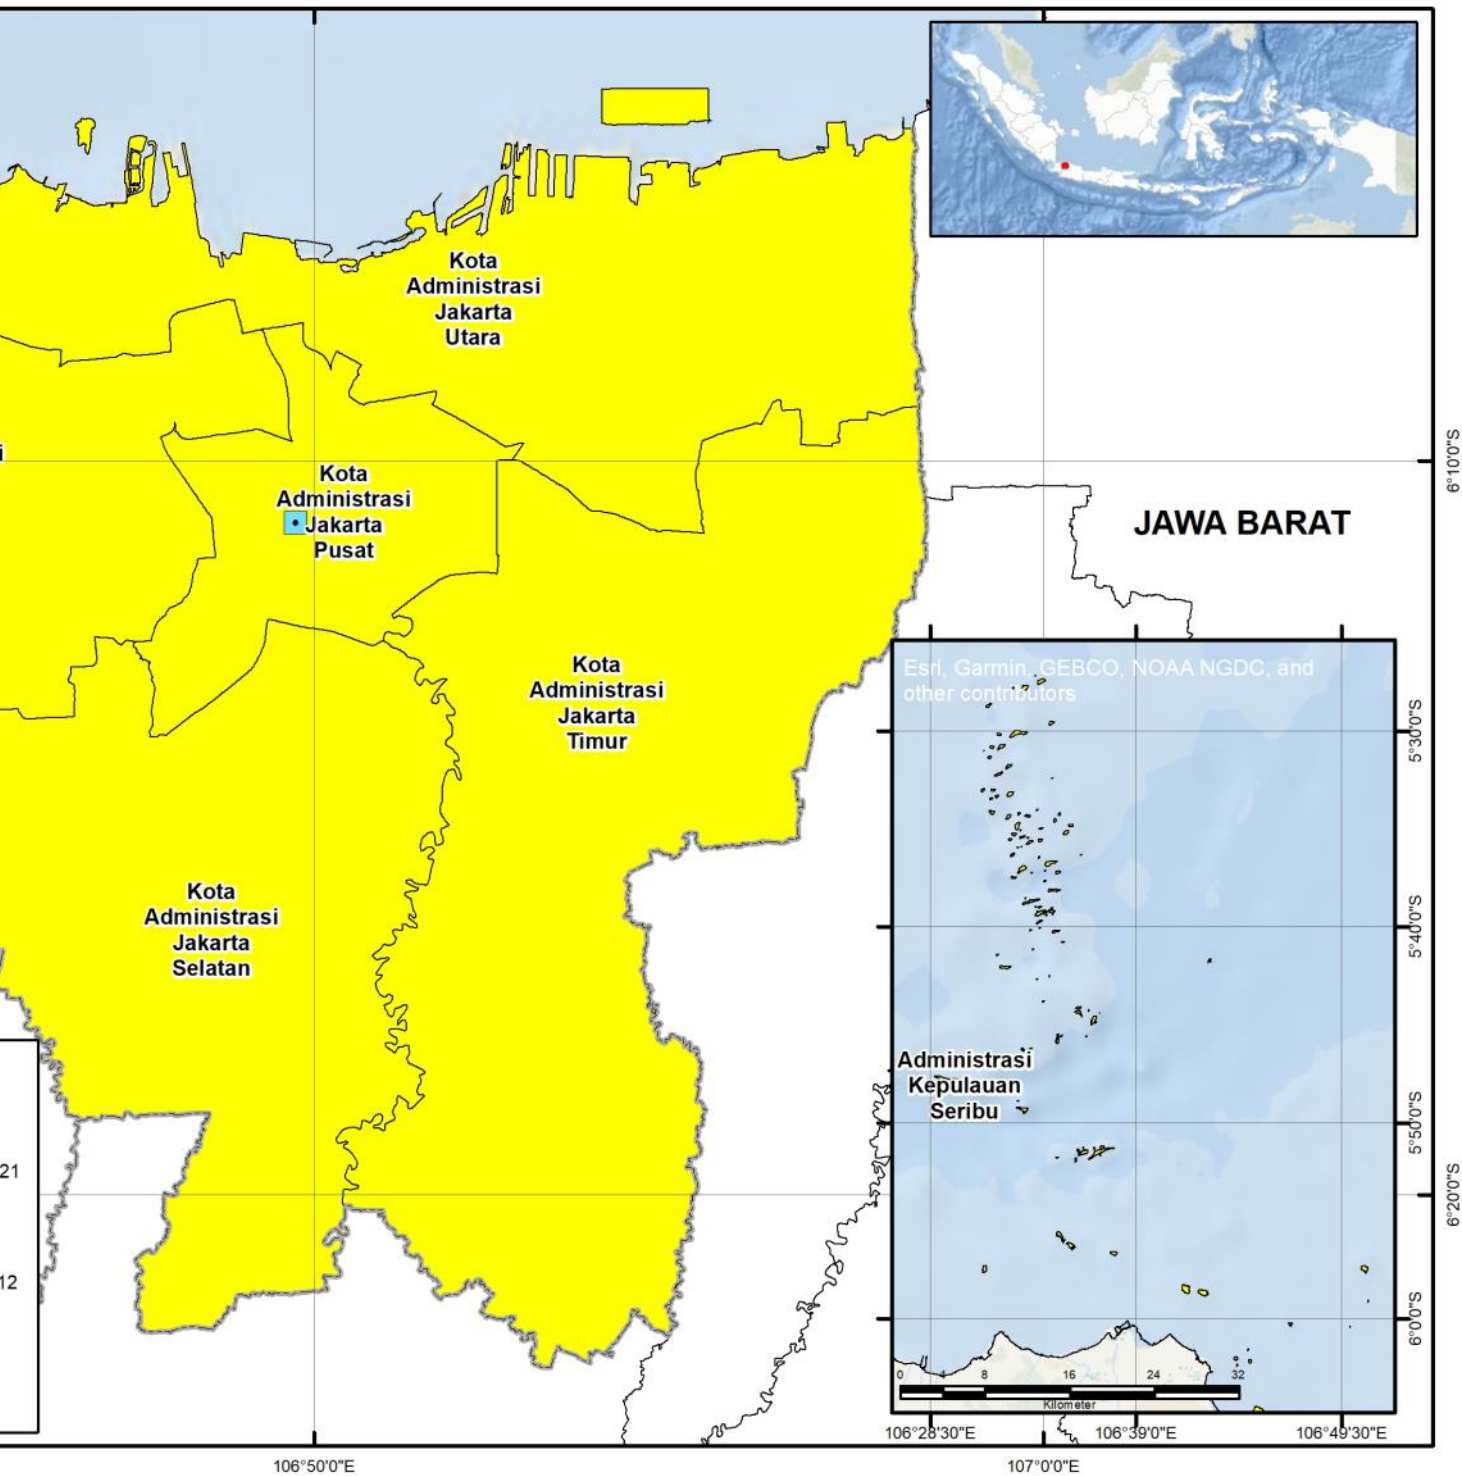 Kota
Administrasi
Jakarta
Utara
i
6°10'0"S
Kota
Administrasi
Jakarta
Pusat
JAWA BARAT
Kota
Administrasi
Jakarta
Timur
Esri, Garmin, GEBCO, NOAA NGDC, and
other contributors
5°30'0"S
Kota
Administrasi
Jakarta
Selatan
5°40'0"S
Administrasi
Kepulauan
Seribu
5°50'0"S
21
6°20'0"S
12
6°0'0"S
0 4 8 16 24 32
Kilometer
106°28'30"E 106°39'0"E 106°49'30"E
106°50'0"E 107°0'0"E